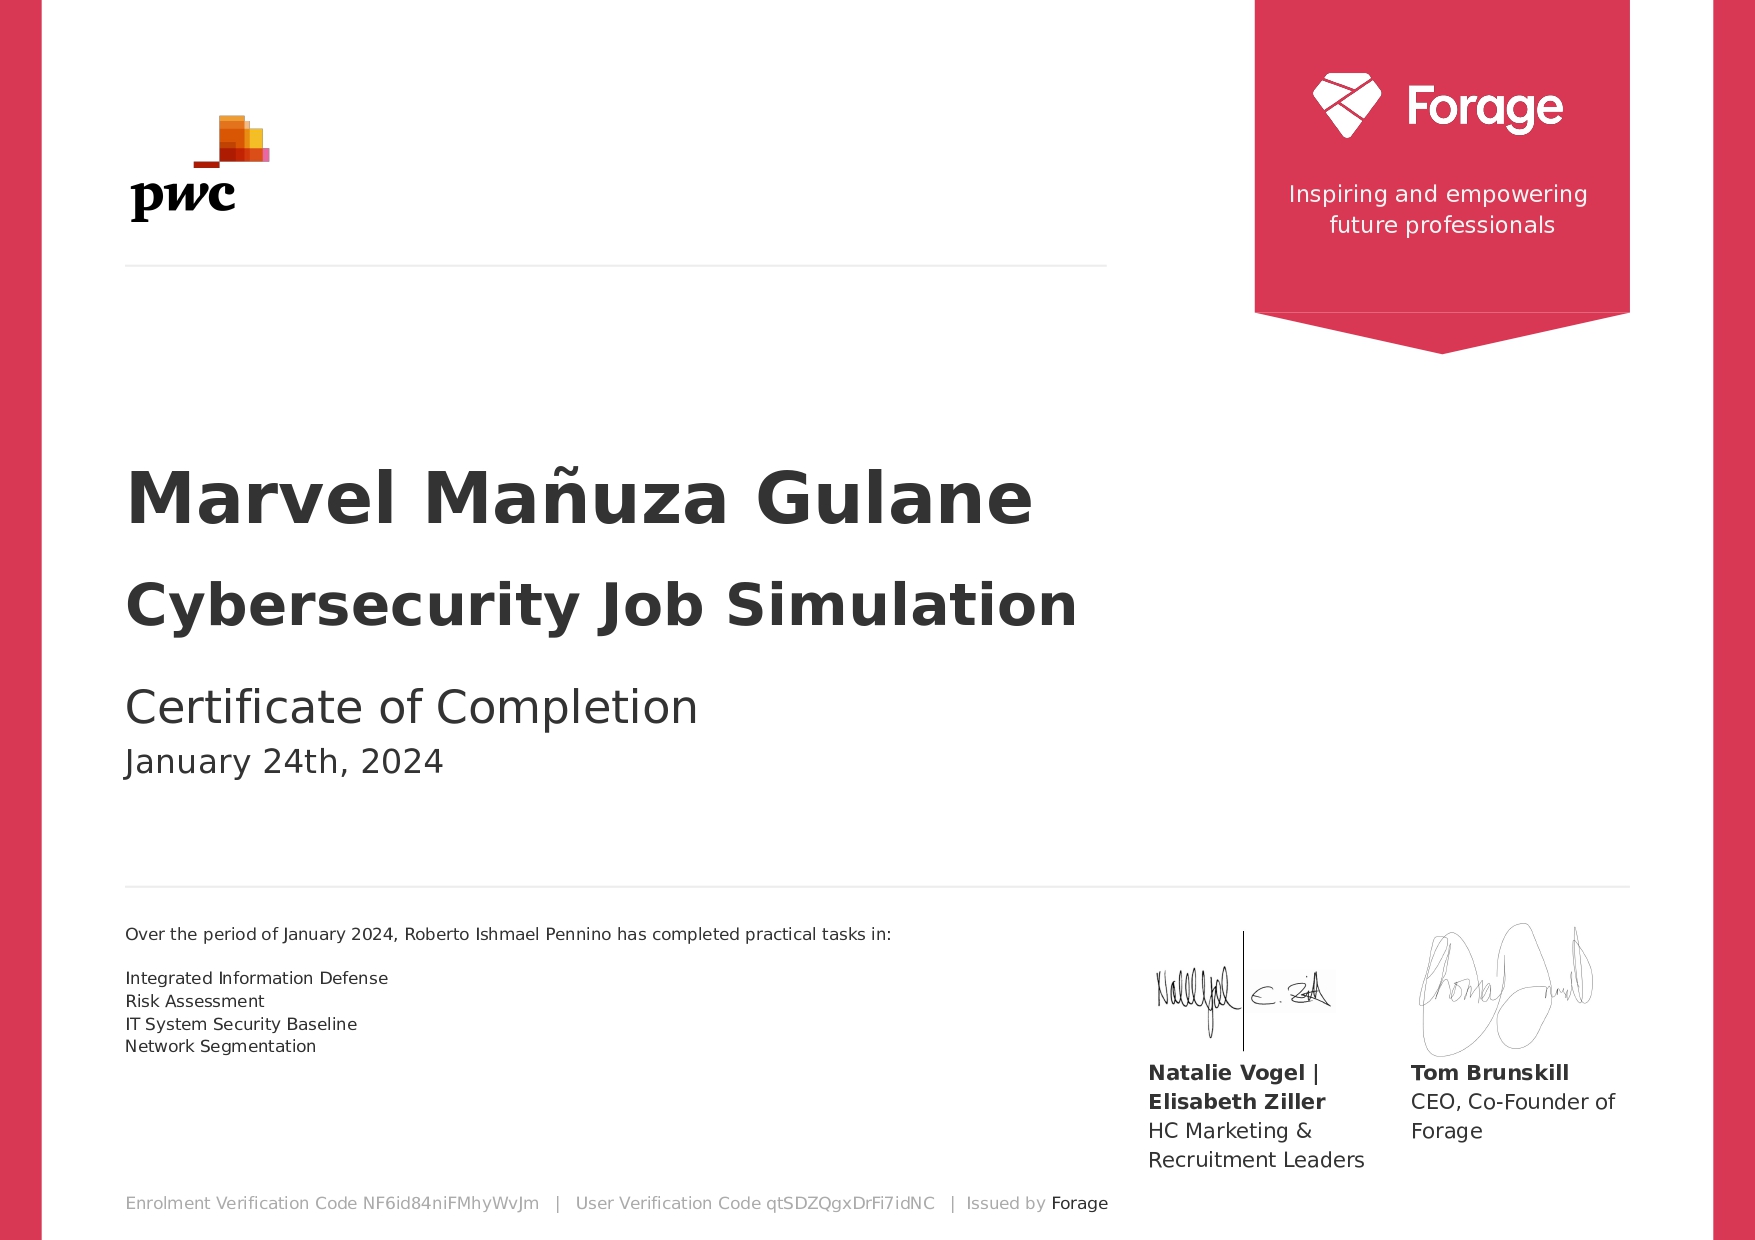 pwc
Forage
Inspiring and empowering
future professionals
Marvel Mañuza Gulane
Cybersecurity Job Simulation
Certificate of Completion
January 24th, 2024
Over the period of January 2024, Roberto Ishmael Pennino has completed practical tasks in:
Integrated Information Defense
Risk Assessment
IT System Security Baseline
Network Segmentation
Natalie Vogel |
Elisabeth Ziller
HC Marketing &
Recruitment Leaders
Tom Brunskill
CEO, Co-Founder of
Forage
Enrolment Verification Code NF6id84niFMhyWvJm | User Verification Code qtSDZQgxDrFi7idNC | Issued by Forage